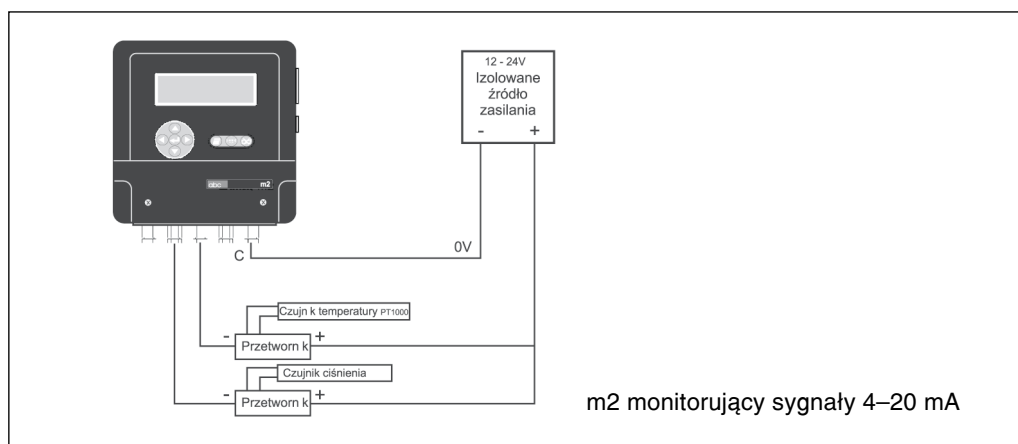 12 - 24V
Izolowane
źródło
zasilania
- +
abc m2
C
0V
Czujn k temperatury PT1000
- +
Przetworn k
Czujnik ciśnienia
- +
Przetworn k
m2 monitorujący sygnały 4–20 mA